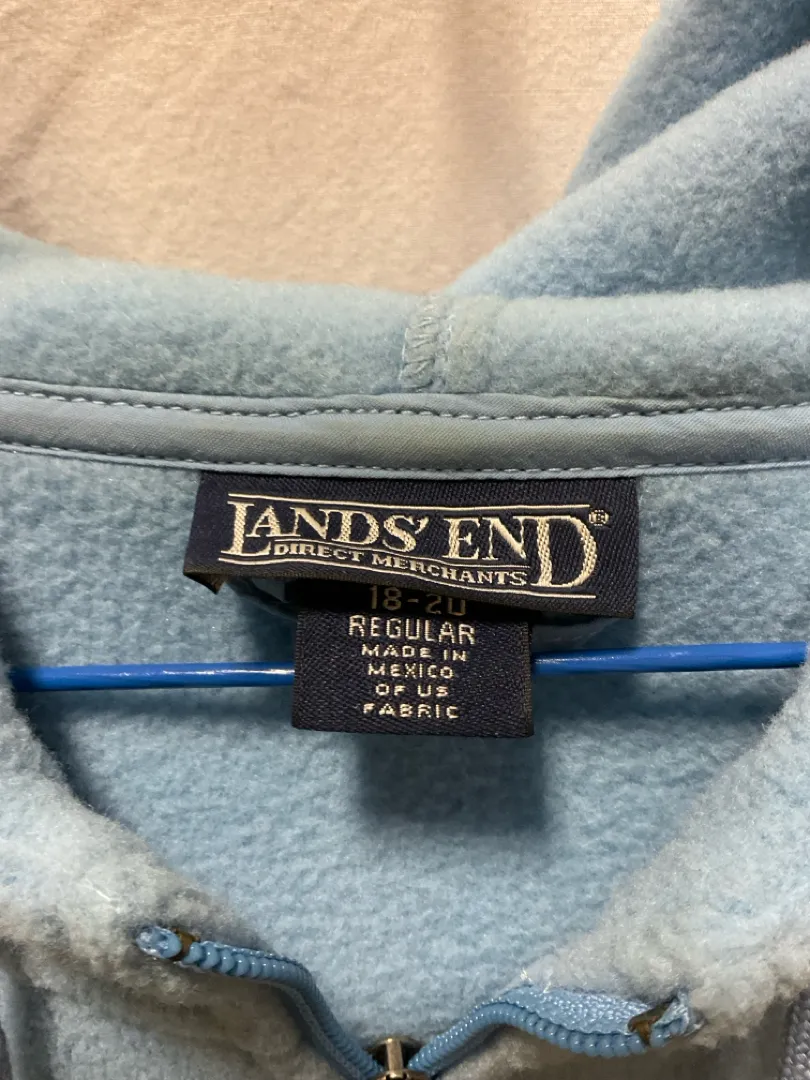 LANDS' END®
DIRECT MERCHANTS
18-20
REGULAR
MADE IN
MEXICO
OF US
FABRIC